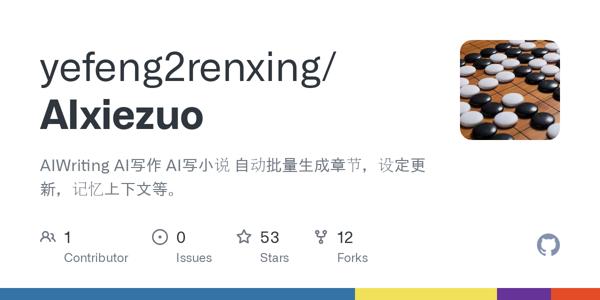 yefeng2renxing/
AIxiezuo
AIWriting AI写作 AI写小说 自动批量生成章节，设定更
新，记忆上下文等。
1 0 53 12
Contributor Issues Stars Forks